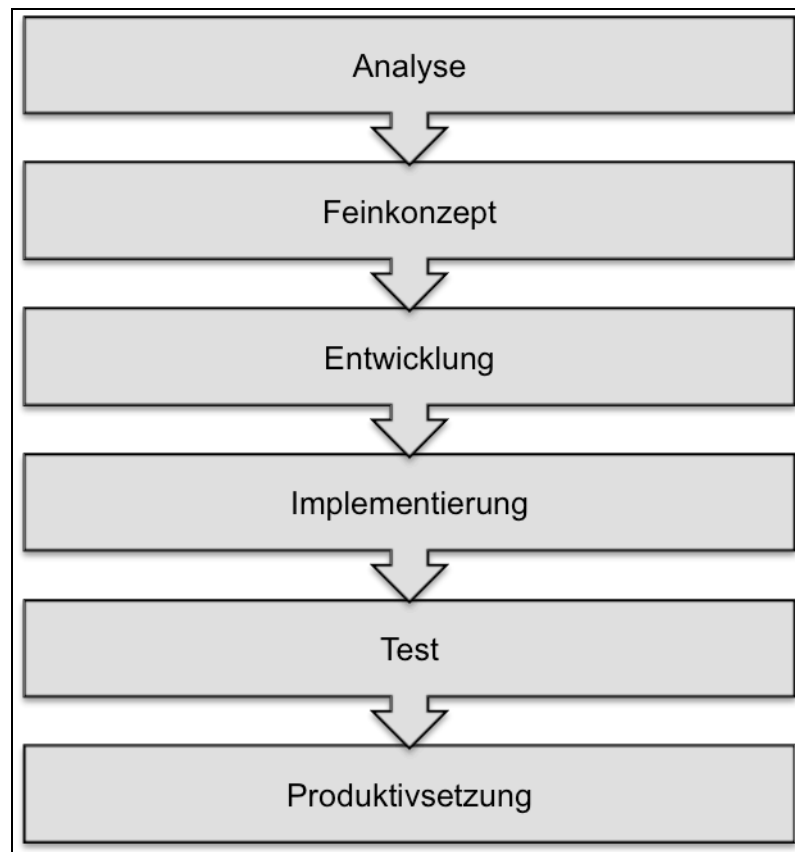 Analyse
Feinkonzept
Entwicklung
Implementierung
Test
Produktivsetzung